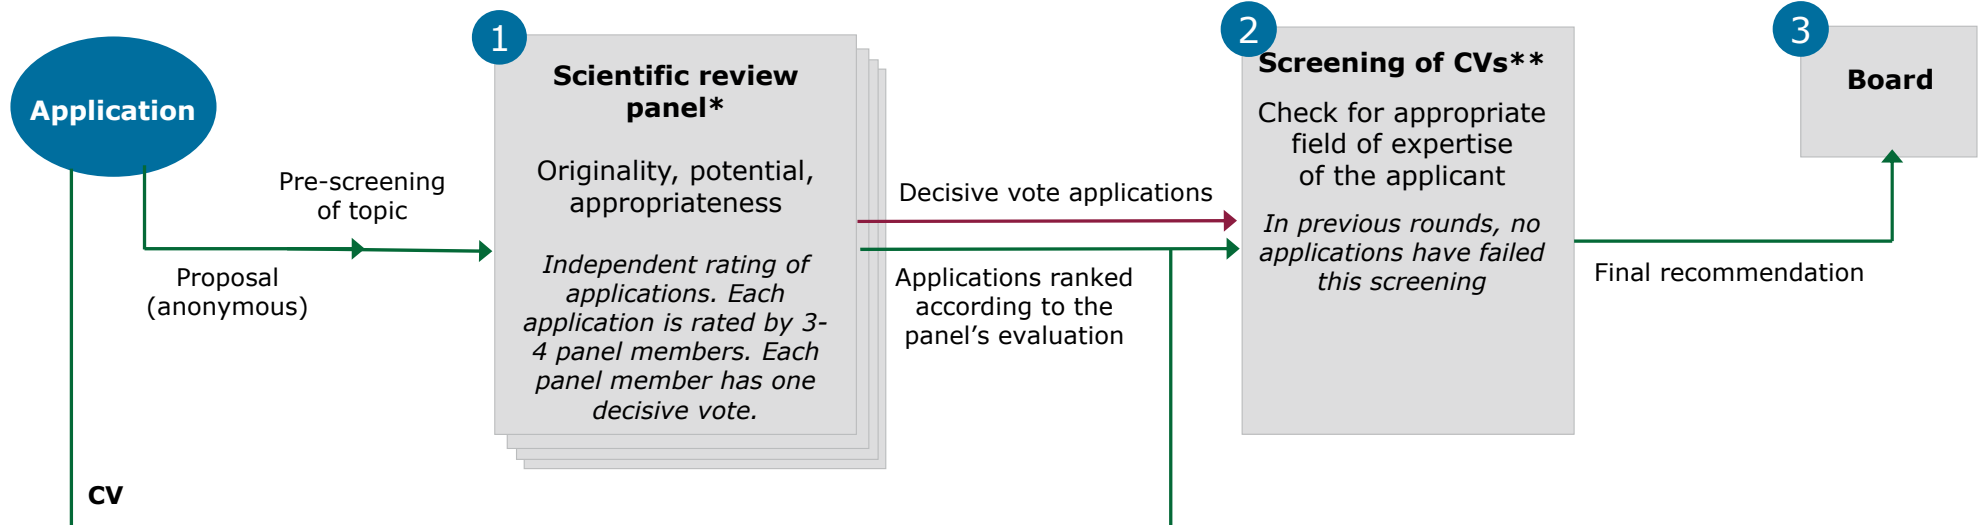 Application
Pre-screening
of topic
Proposal
(anonymous)
CV
1
Scientific review
panel*
Originality, potential,
appropriateness
Independent rating of
applications. Each
application is rated by 3-
4 panel members. Each
panel member has one
decisive vote.
Decisive vote applications
Applications ranked
according to the
panel’s evaluation
2
Screening of CVs**
Check for appropriate
field of expertise
of the applicant
In previous rounds, no
applications have failed
this screening
Final recommendation
3
Board